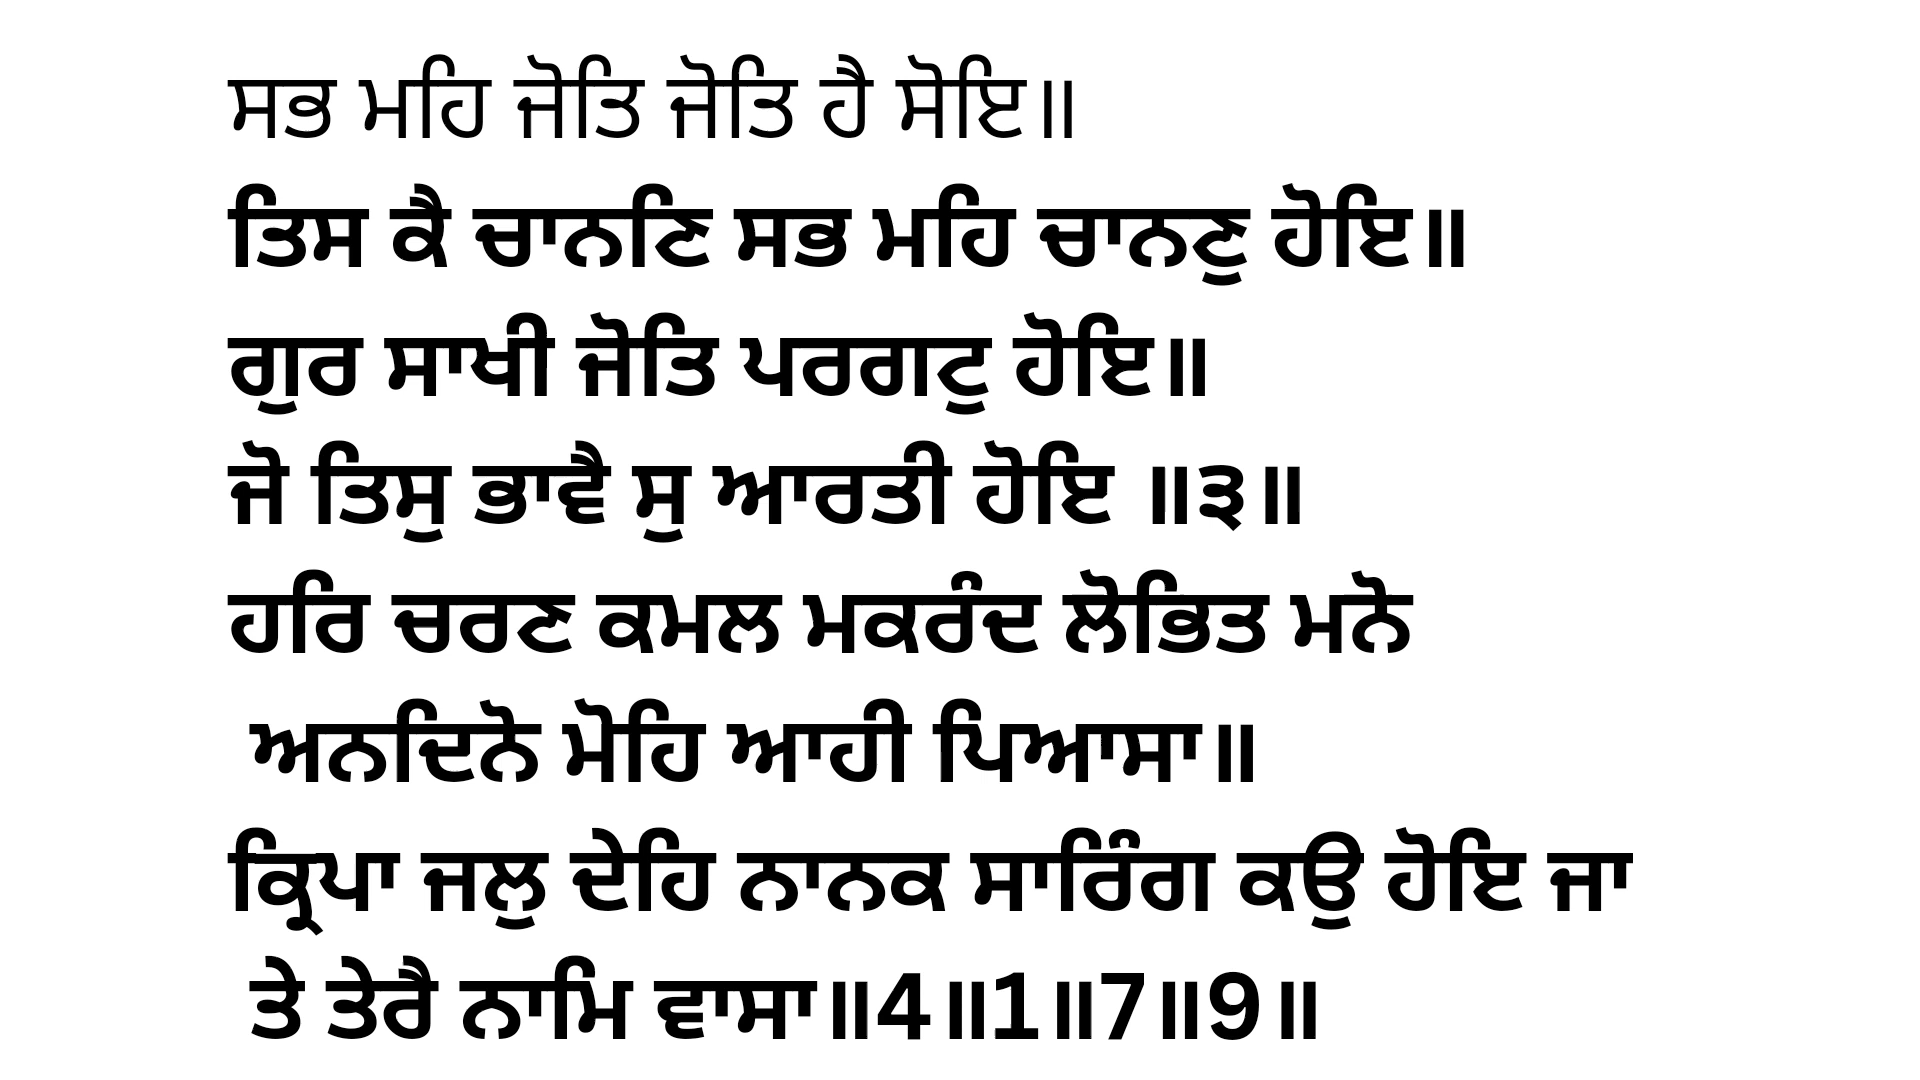 ਸਭ ਮਹਿ ਜੋਤਿ ਜੋਤਿ ਹੈ ਸੋਇ॥
ਤਿਸ ਕੈ ਚਾਨਣਿ ਸਭ ਮਹਿ ਚਾਨਣੁ ਹੋਇ॥
ਗੁਰ ਸਾਖੀ ਜੋਤਿ ਪਰਗਟੁ ਹੋਇ॥
ਜੋ ਤਿਸੁ ਭਾਵੈ ਸੁ ਆਰਤੀ ਹੋਇ ॥੩॥
ਹਰਿ ਚਰਣ ਕਮਲ ਮਕਰੰਦ ਲੋਭਿਤ ਮਨੋ
ਅਨਦਿਨੋ ਮੋਹਿ ਆਹੀ ਪਿਆਸਾ॥
ਕ੍ਰਿਪਾ ਜਲੁ ਦੇਹਿ ਨਾਨਕ ਸਾਰਿੰਗ ਕਉ ਹੋਇ ਜਾ
ਤੇ ਤੇਰੈ ਨਾਮਿ ਵਾਸਾ॥4॥1॥7॥9॥